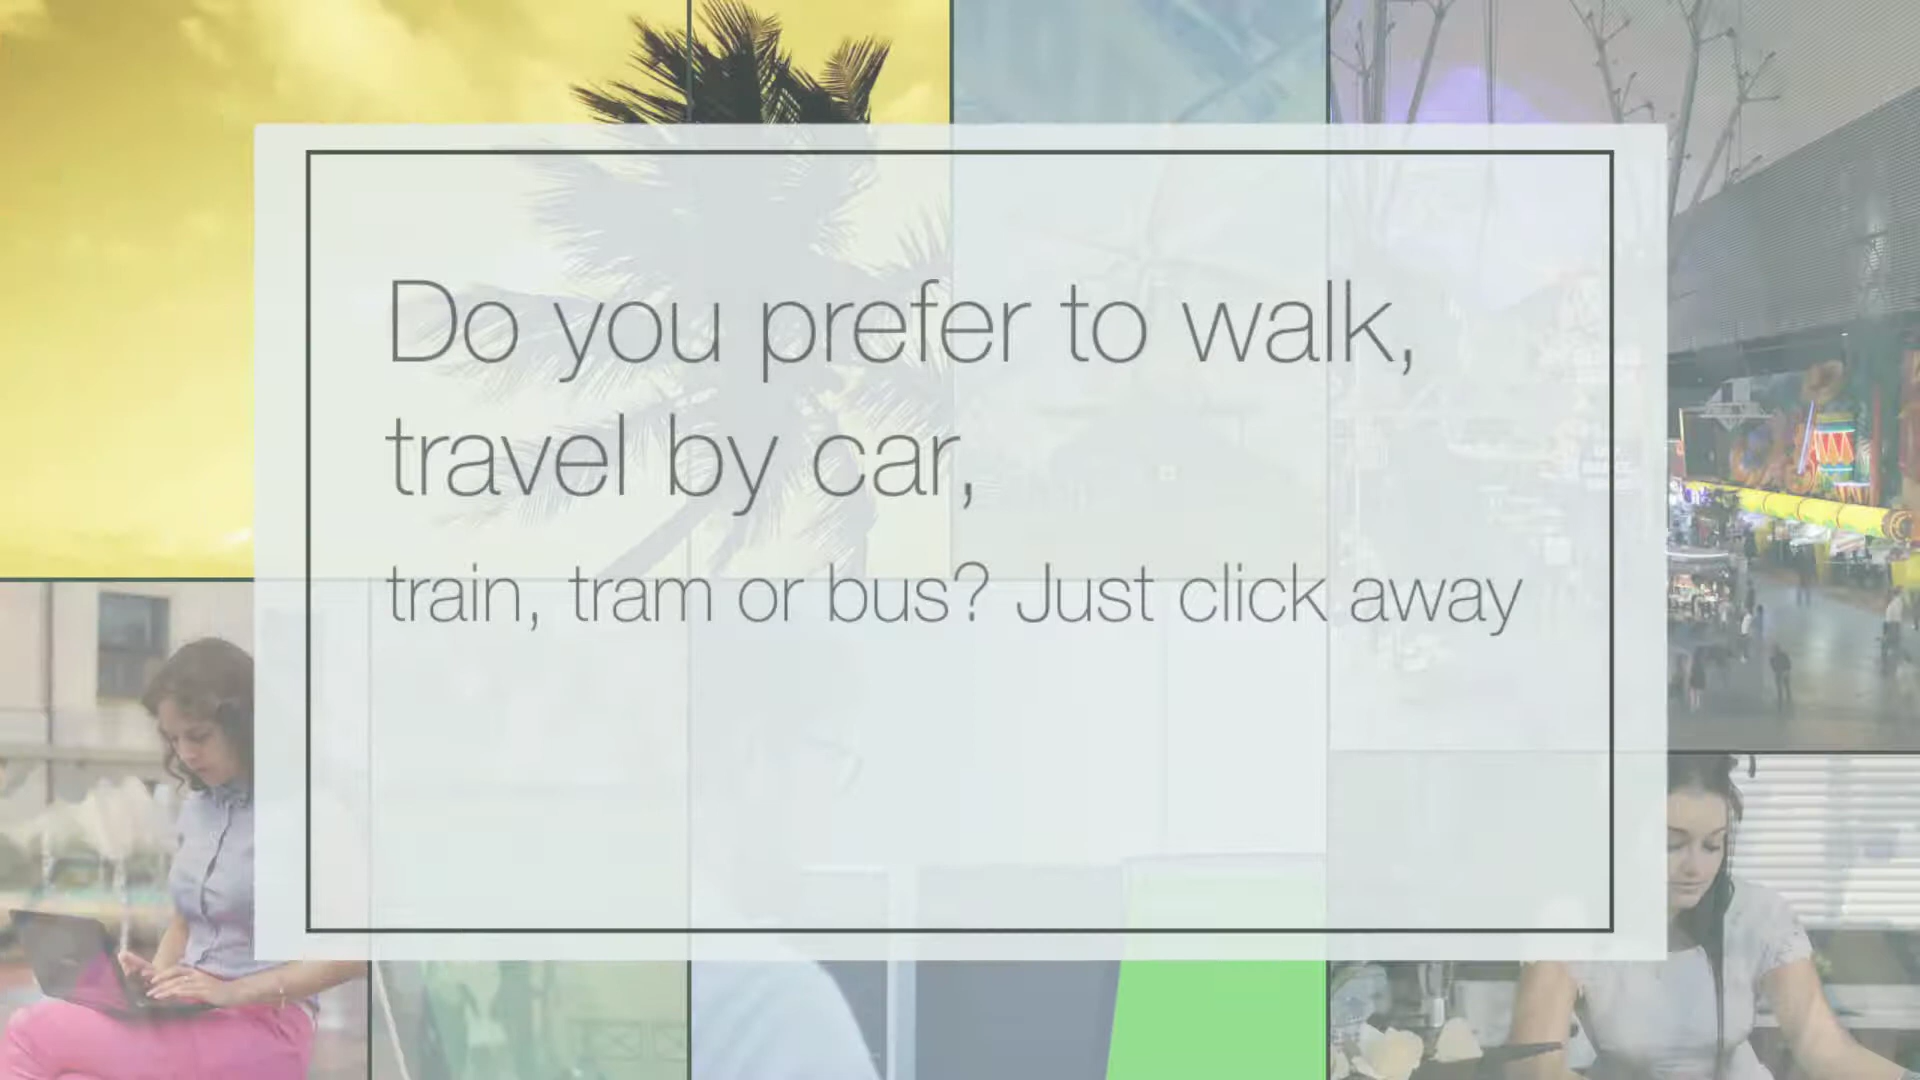 Do you prefer to walk,
travel by car,
train, tram or bus? Just click away